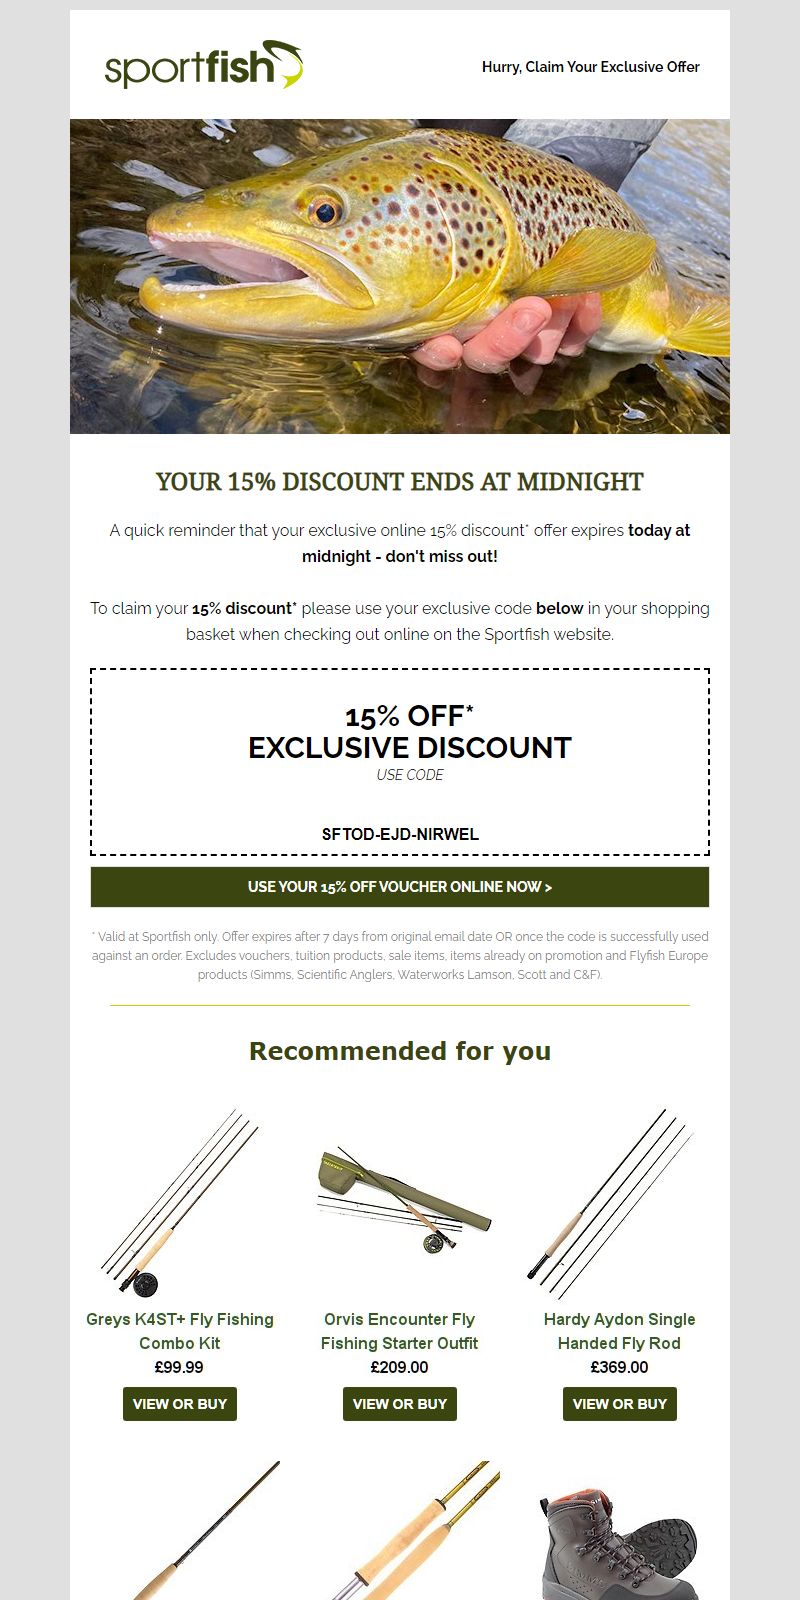 sportfish
Hurry, Claim Your Exclusive Offer
YOUR 15% DISCOUNT ENDS AT MIDNIGHT
A quick reminder that your exclusive online 15% discount* offer expires today at
midnight - don't miss out!
To claim your 15% discount* please use your exclusive code below in your shopping
basket when checking out online on the Sportfish website.
15% OFF*
EXCLUSIVE DISCOUNT
USE CODE
SFTOD-EJD-NIRWEL
USE YOUR 15% OFF VOUCHER ONLINE NOW >
* Valid at Sportfish only. Offer expires after 7 days from original email date OR once the code is successfully used
against an order. Excludes vouchers, tuition products, sale items, items already on promotion and Flyfish Europe
products (Simms, Scientific Anglers, Waterworks Lamson, Scott and C&F).
Recommended for you
Greys K4ST+ Fly Fishing
Combo Kit
£99.99
VIEW OR BUY
Orvis Encounter Fly
Fishing Starter Outfit
£209.00
VIEW OR BUY
Hardy Aydon Single
Handed Fly Rod
£369.00
VIEW OR BUY